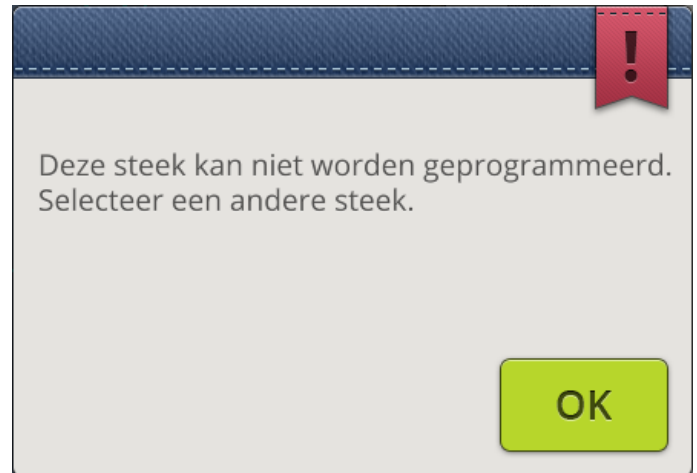 !
Deze steek kan niet worden geprogrammeerd.
Selecteer een andere steek.
OK